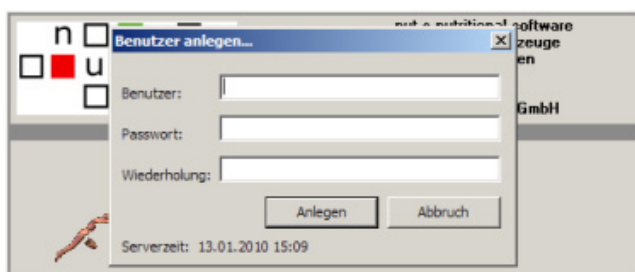 n
u
nut.e nutritional software
zeuge
en
GmbH
Benutzer anlegen...
Benutzer:
Passwort:
Wiederholung:
Anlegen
Abbruch
Serverzeit: 13.01.2010 15:09